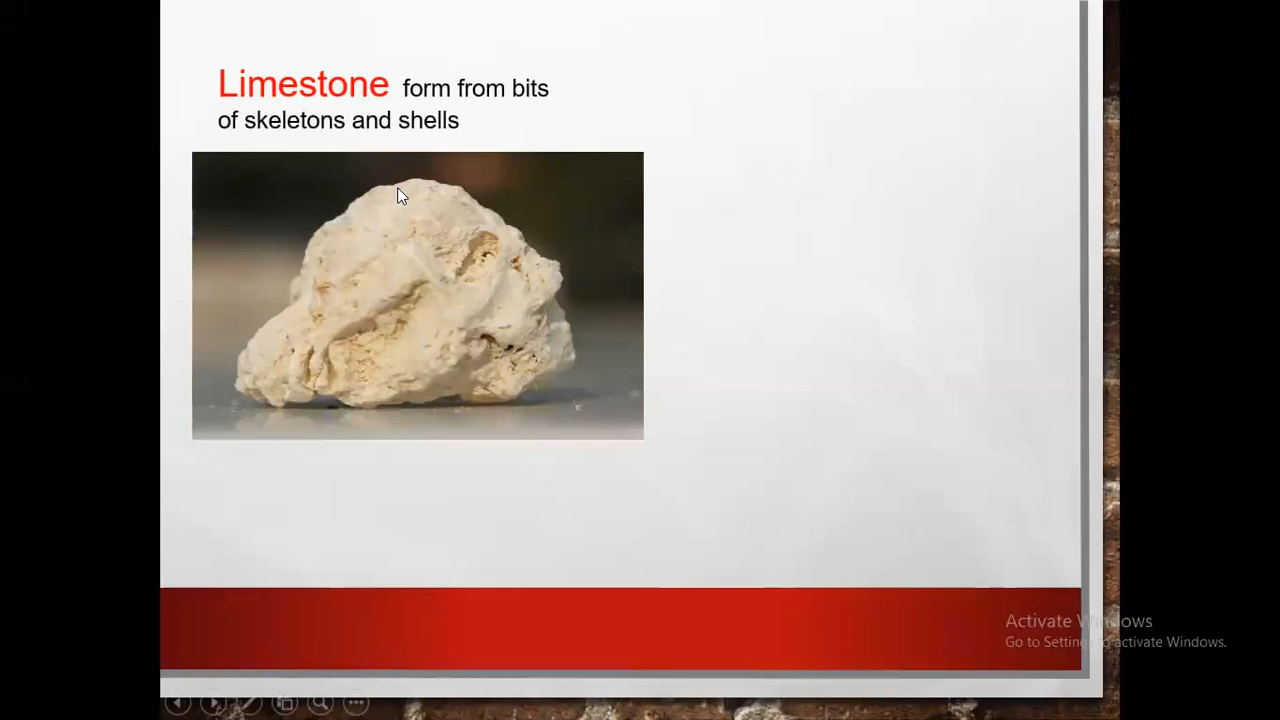 Limestone form from bits
of skeletons and shells
Activate Windows
Go to Settings to activate Windows.